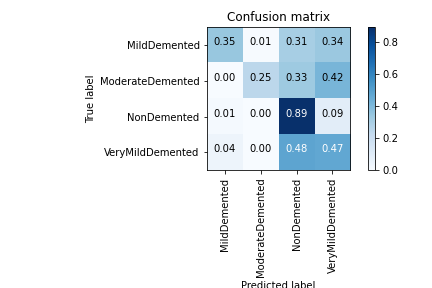 Confusion matrix
True label
MildDemented 0.35 0.01 0.31 0.34
ModerateDemented 0.00 0.25 0.33 0.42
NonDemented 0.01 0.00 0.89 0.09
VeryMildDemented 0.04 0.00 0.48 0.47
MildDemented
ModerateDemented
NonDemented
VeryMildDemented
Predicted label
0.8
0.6
0.4
0.2
0.0